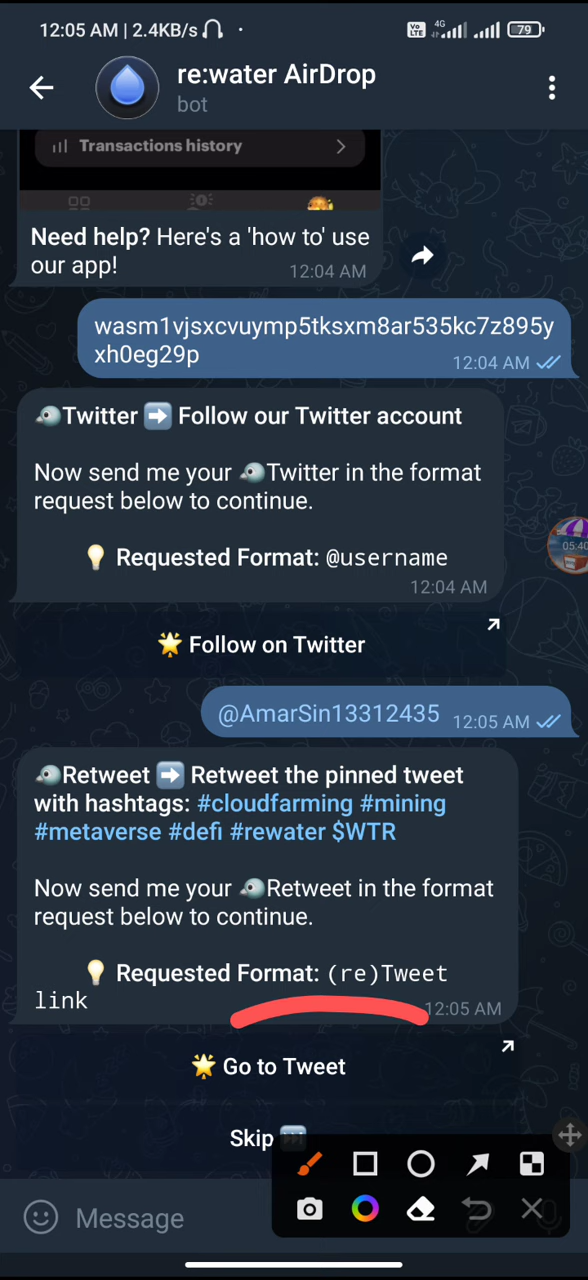 12:05 AM | 2.4KB/s
Vo LTE 4G 79
re:water AirDrop
bot
Transactions history
Need help? Here's a 'how to' use
our app!
12:04 AM
wasm1vjsxcvuymp5tksxm8ar535kc7z895y
xh0eg29p
12:04 AM
Twitter ➡️ Follow our Twitter account
Now send me your Twitter in the format
request below to continue.
Requested Format: @username
12:04 AM
05:40
Follow on Twitter
@AmarSin13312435 12:05 AM
Retweet ➡️ Retweet the pinned tweet
with hashtags: #cloudfarming #mining
#metaverse #defi #rewater $WTR
Now send me your Retweet in the format
request below to continue.
Requested Format: (re)Tweet
link
12:05 AM
Go to Tweet
Skip
Message